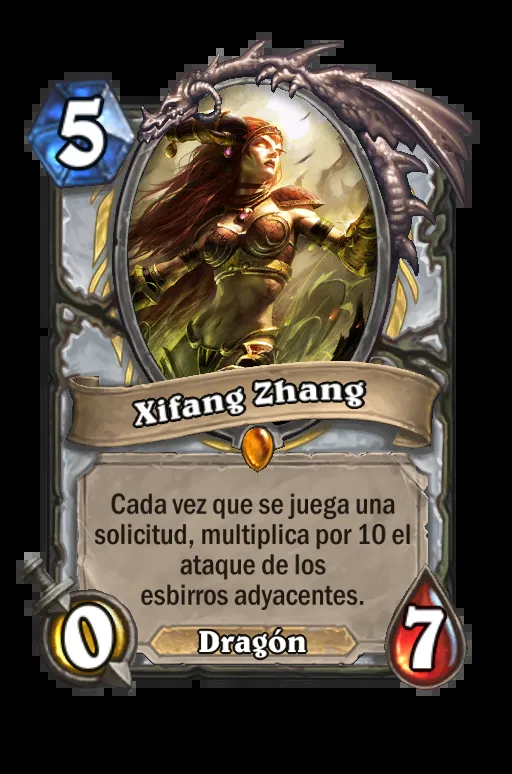 5
Xifang Zhang
Cada vez que se juega una
solicitud, multiplica por 10 el
ataque de los
esbirros adyacentes.
0
Dragón
7